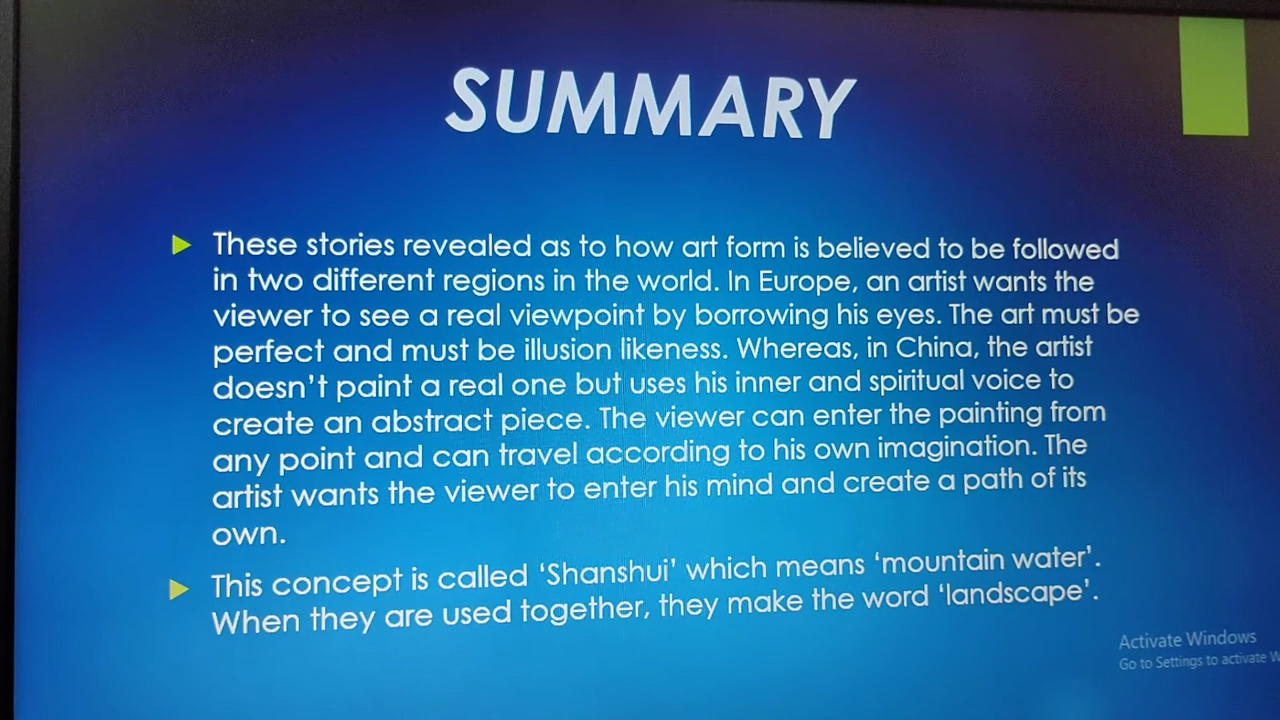 SUMMARY
These stories revealed as to how art form is believed to be followed
in two different regions in the world. In Europe, an artist wants the
viewer to see a real viewpoint by borrowing his eyes. The art must be
perfect and must be illusion likeness. Whereas, in China, the artist
doesn't paint a real one but uses his inner and spiritual voice to
create an abstract piece. The viewer can enter the painting from
any point and can travel according to his own imagination. The
artist wants the viewer to enter his mind and create a path of its
own.
This concept is called 'Shanshui' which means 'mountain water'.
When they are used together, they make the word 'landscape'.
Activate Windows
Go to Settings to activate W